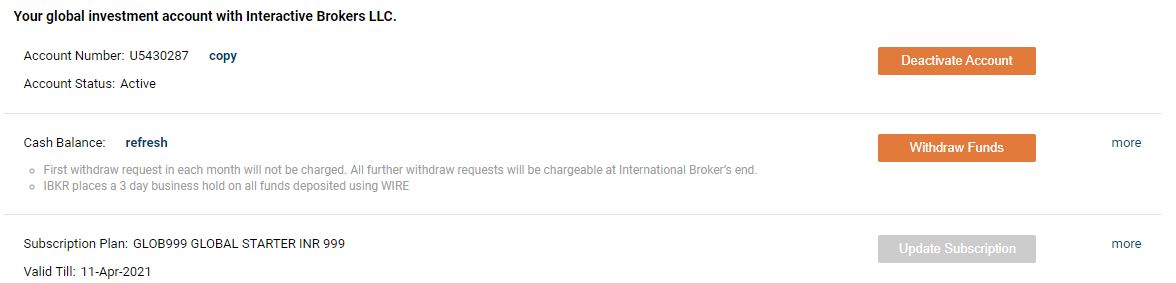 Your global investment account with Interactive Brokers LLC.
Account Number: U5430287 copy
Deactivate Account
Account Status: Active
Cash Balance: refresh
Withdraw Funds
more
First withdraw request in each month will not be charged. All further withdraw requests will be chargeable at International Broker's end.
IBKR places a 3 day business hold on all funds deposited using WIRE
Subscription Plan: GLOB999 GLOBAL STARTER INR 999
Update Subscription
more
Valid Till: 11-Apr-2021